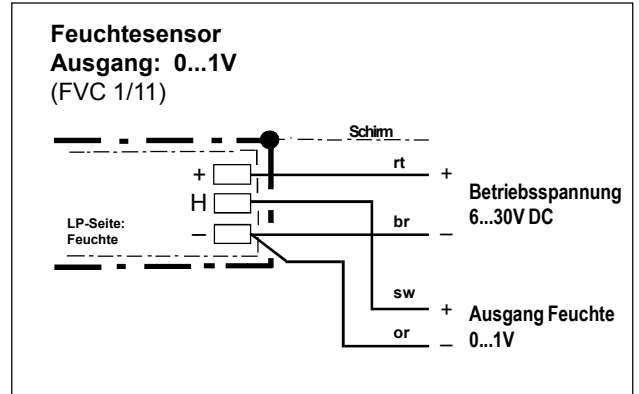 Feuchtesensor
Ausgang: 0...1V
(FVC 1/11)
Schirm
rt
+
+
Betriebsspannung
6...30V DC
H
LP-Seite:
Feuchte
–
br
–
sw
+
Ausgang Feuchte
0...1V
or
–